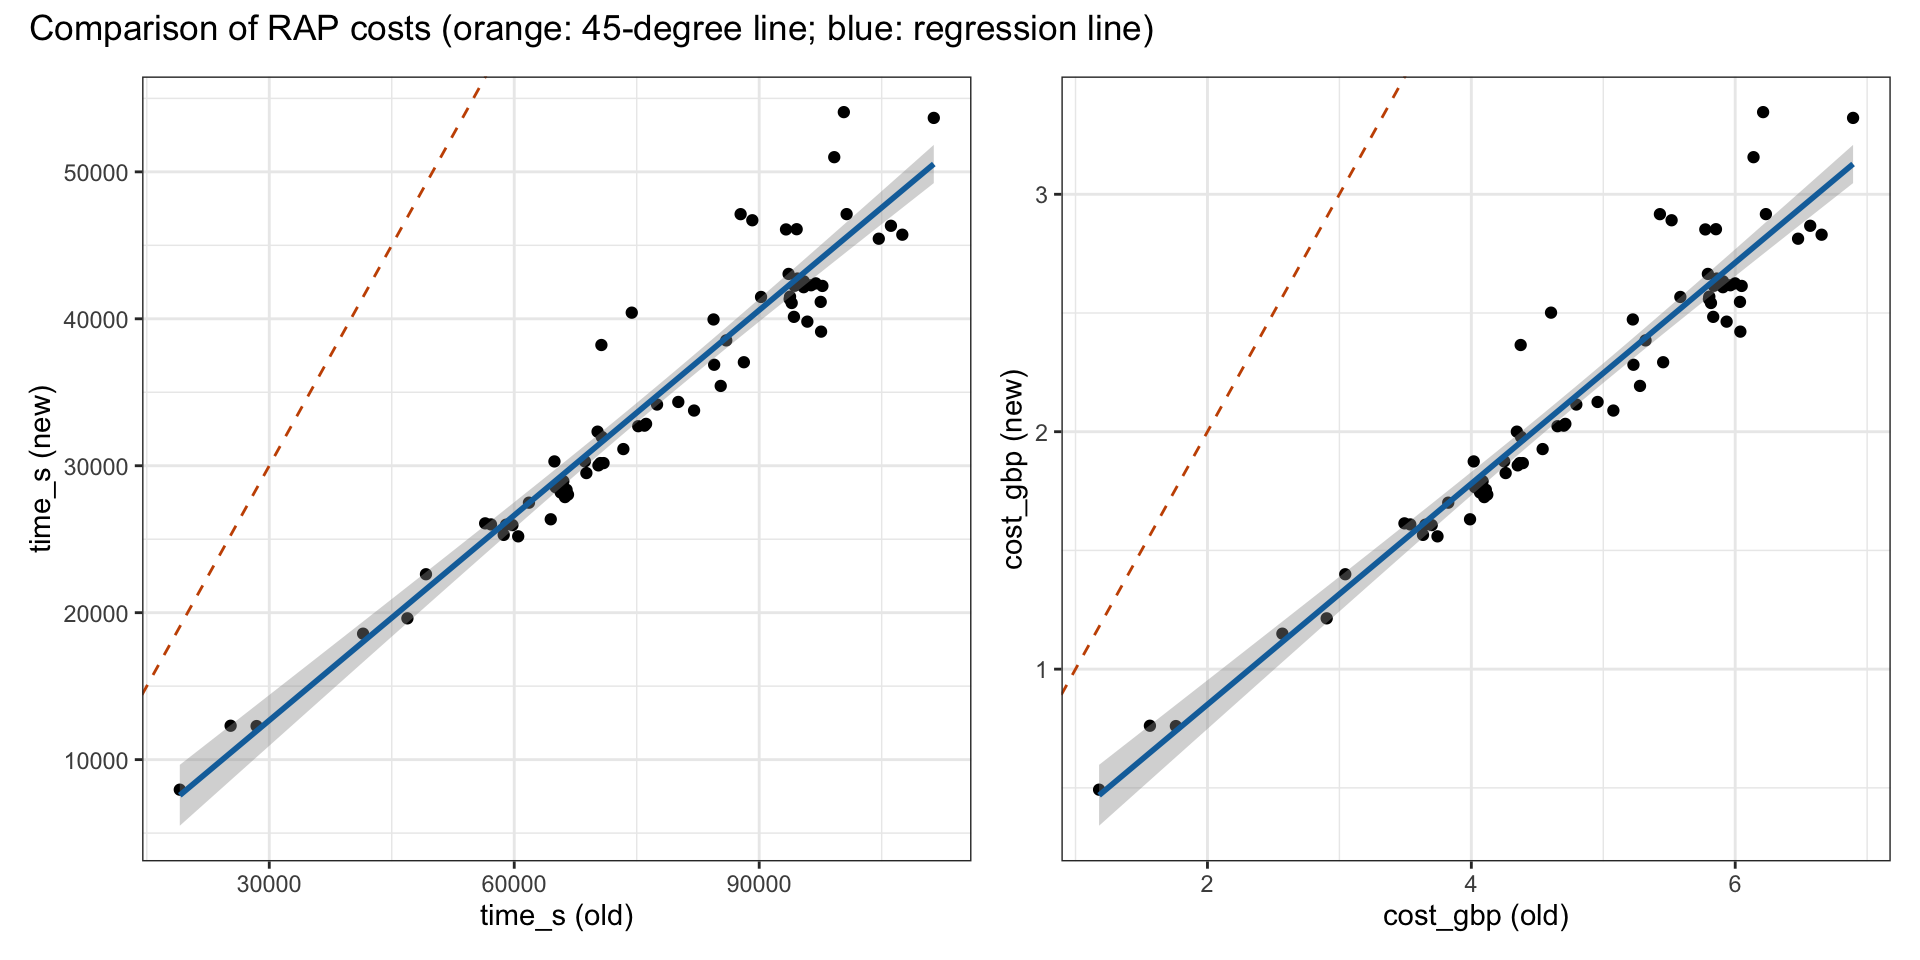 Comparison of RAP costs (orange: 45-degree line; blue: regression line)
time_s (new)
50000
40000
30000
20000
10000
30000
60000
90000
time_s (old)
cost_gbp (new)
3
2
1
2
4
6
cost_gbp (old)